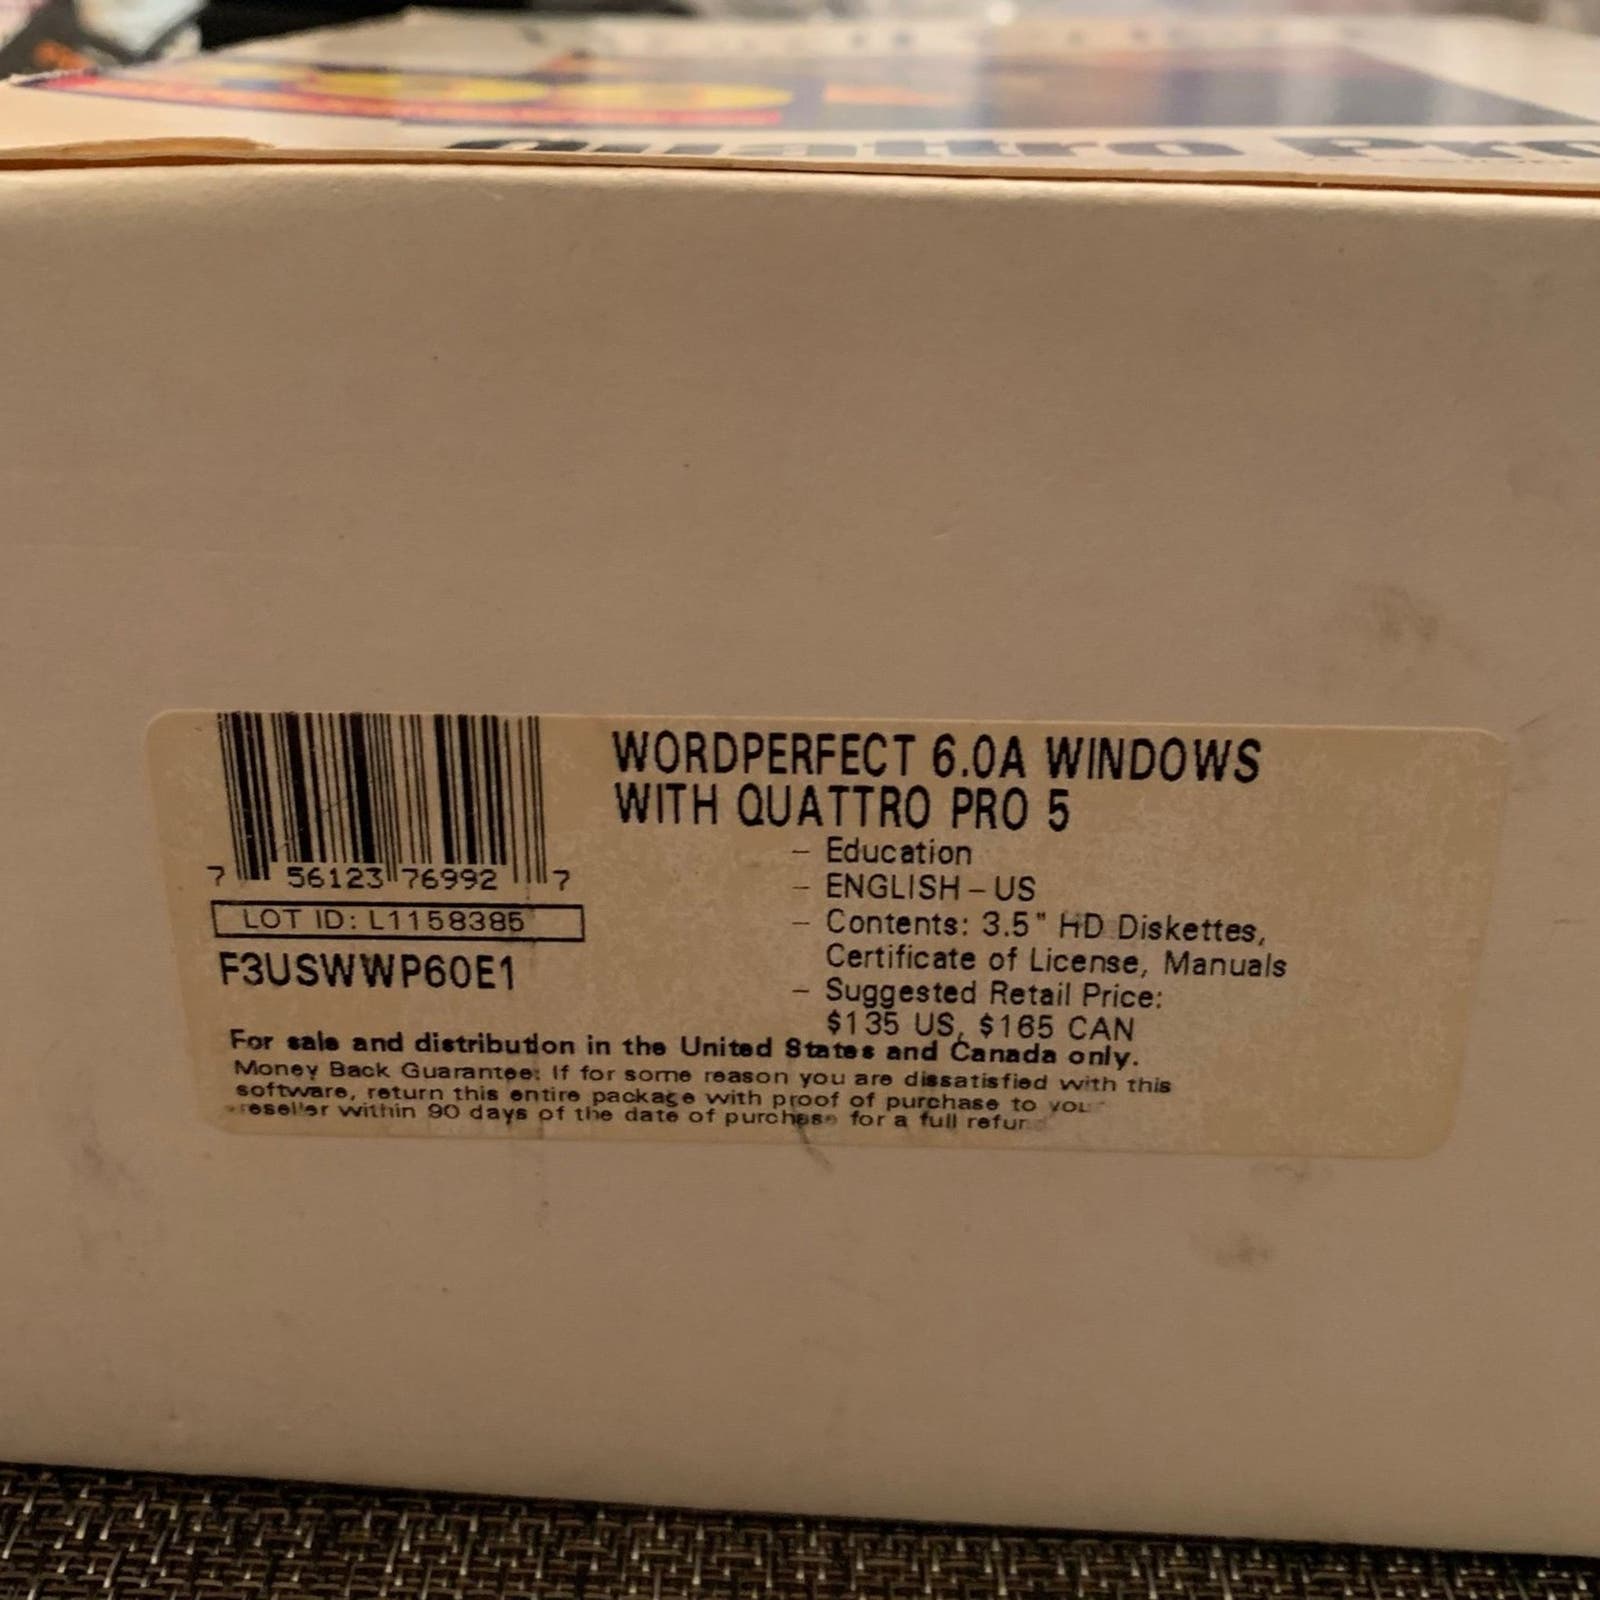 Quattro Pro
WORDPERFECT 6.0A WINDOWS
WITH QUATTRO PRO 5
– Education
– ENGLISH – US
– Contents: 3.5" HD Diskettes,
Certificate of License, Manuals
– Suggested Retail Price:
$135 US, $165 CAN
7 56123 76992 7
LOT ID: L1158385
F3USWWP60E1
For sale and distribution in the United States and Canada only.
Money Back Guarantee: If for some reason you are dissatisfied with this
software, return this entire package with proof of purchase to you
reseller within 90 days of the date of purchase for a full refun